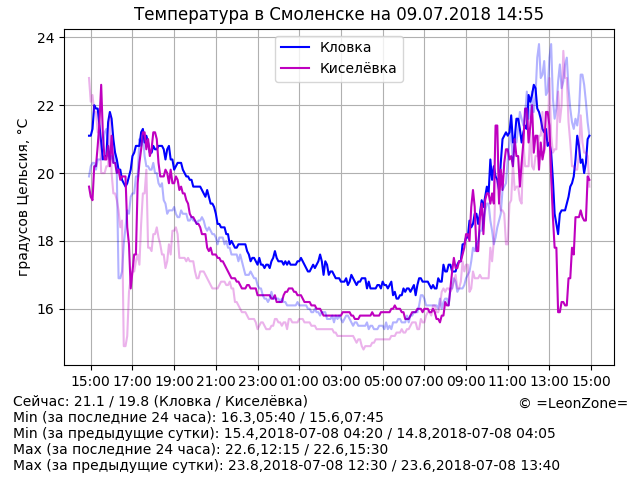 Температура в Смоленске на 09.07.2018 14:55
градусов Цельсия, °C
24
22
20
18
16
Кловка
Киселёвка
15:00 17:00 19:00 21:00 23:00 01:00 03:00 05:00 07:00 09:00 11:00 13:00 15:00
Сейчас: 21.1 / 19.8 (Кловка / Киселёвка)
© =LeonZone=
Min (за последние 24 часа): 16.3,05:40 / 15.6,07:45
Min (за предыдущие сутки): 15.4,2018-07-08 04:20 / 14.8,2018-07-08 04:05
Max (за последние 24 часа): 22.6,12:15 / 22.6,15:30
Max (за предыдущие сутки): 23.8,2018-07-08 12:30 / 23.6,2018-07-08 13:40